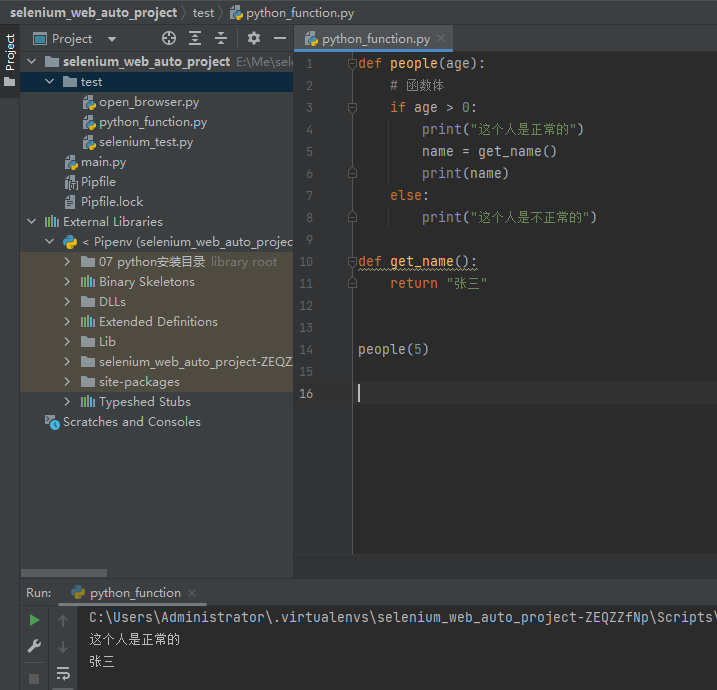 selenium_web_auto_project test python_function.py
Project
Project
python_function.py
selenium_web_auto_project E:\Me\sel
test
open_browser.py
python_function.py
selenium_test.py
main.py
Pipfile
Pipfile.lock
External Libraries
< Pipenv (selenium_web_auto_projec
07 python安装目录 library root
Binary Skeletons
DLLs
Extended Definitions
Lib
selenium_web_auto_project-ZEQZZ
site-packages
Typeshed Stubs
Scratches and Consoles
1 def people(age):
2 # 函数体
3 if age > 0:
4 print("这个人是正常的")
5 name = get_name()
6 print(name)
7 else:
8 print("这个人是不正常的")
9
10 def get_name():
11 return "张三"
12
13
14 people(5)
15
16
Run: python_function
C:\Users\Administrator\.virtualenvs\selenium_web_auto_project-ZEQZZfNp\Scripts\
这个人是正常的
张三